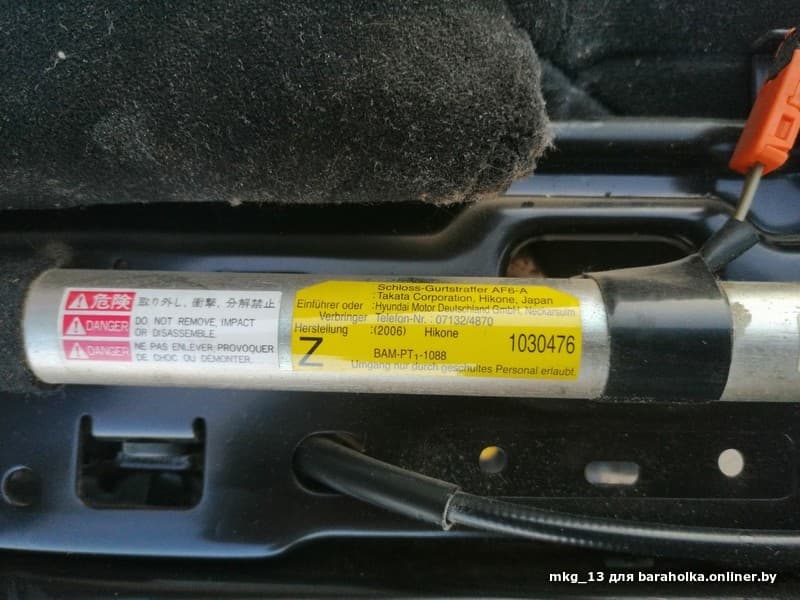 危険 取り外し、衝撃、分解禁止
DANGER DO NOT REMOVE, IMPACT
OR DISASSEMBLE.
DANGER NE PAS ENLEVER, PROVOQUER
DE CHOC OU DEMONTER.
Schloss-Gurtstraffer AF6-A
:Takata Corporation, Hikone, Japan
Einführer oder :Hyundai Motor Deutschland GmbH, Neckarsulm
Verbringer Telefon-Nr.: 07132/4870
Herstellung :(2006) Hikone
Z 1030476
BAM-PT1-1088
Umgang nur durch geschultes Personal erlaubt.
mkg_13 для baraholka.onliner.by